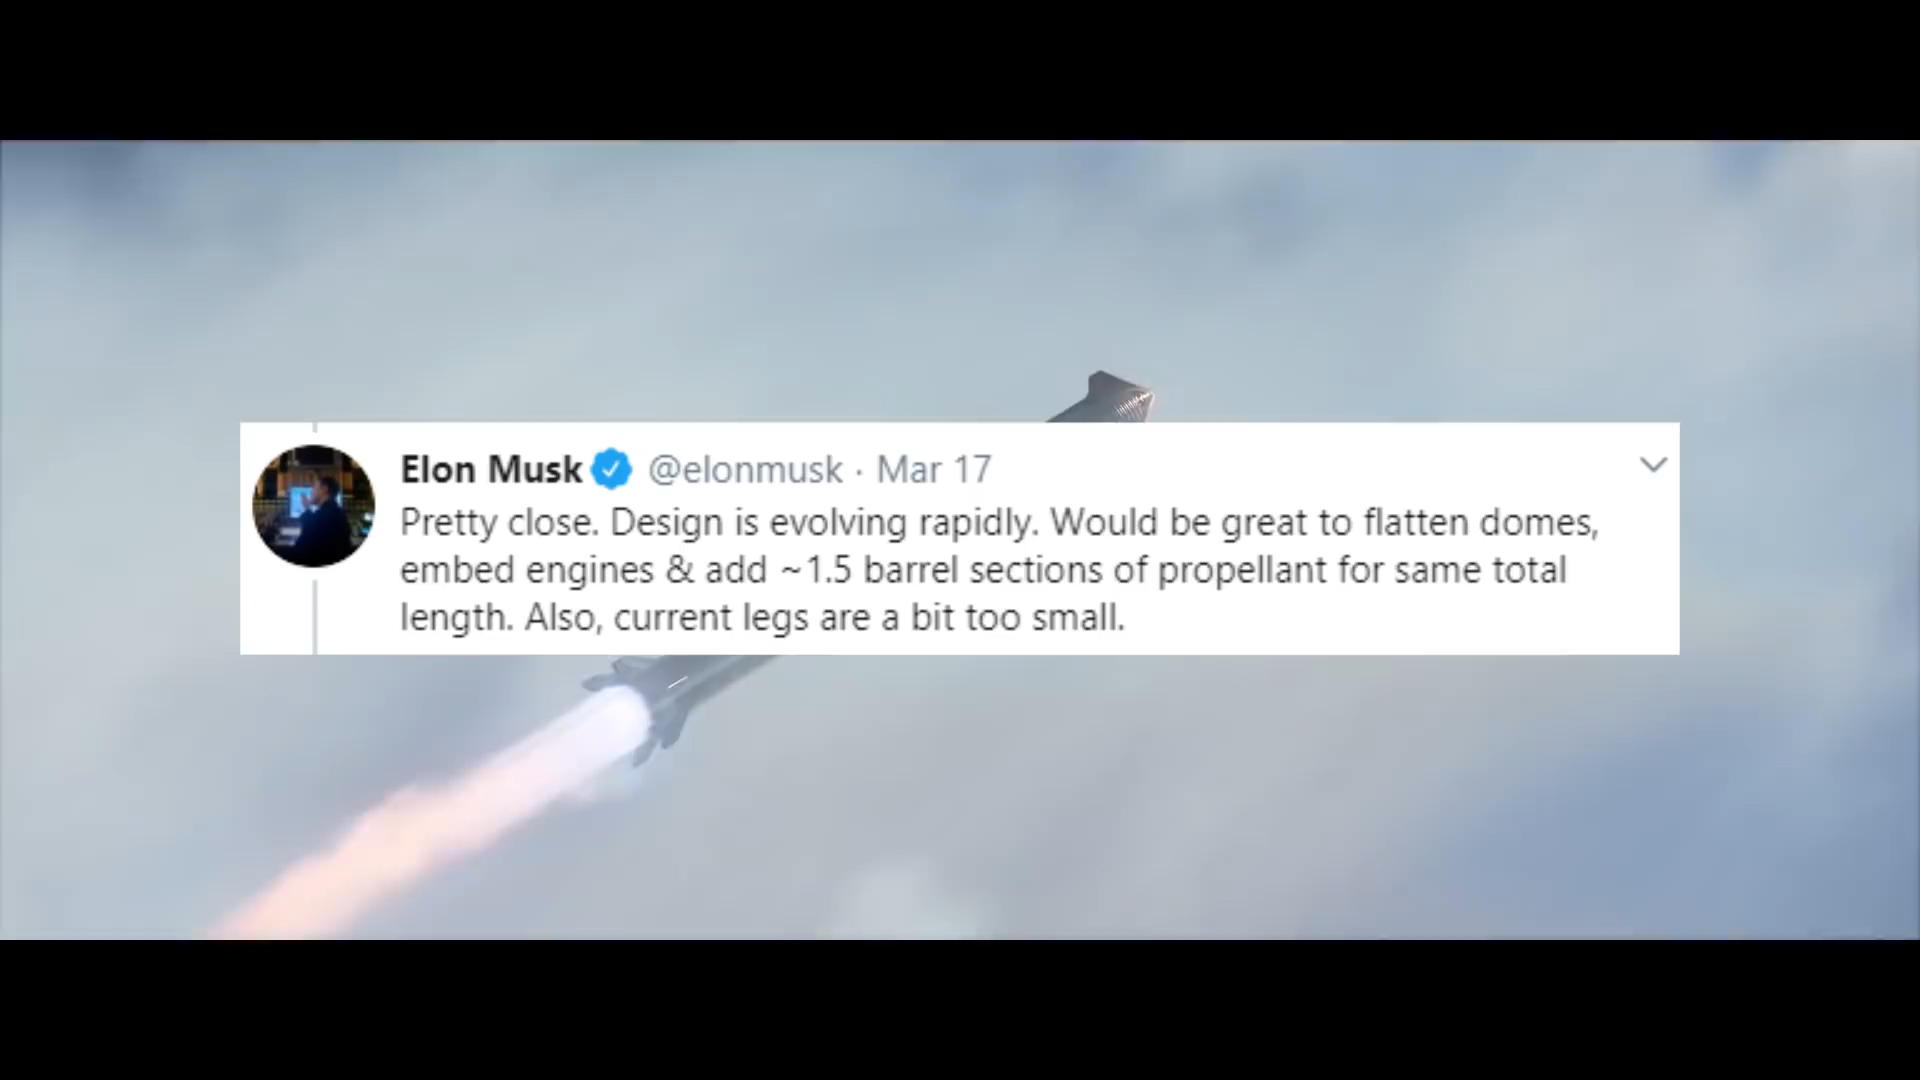 Elon Musk @elonmusk · Mar 17
Pretty close. Design is evolving rapidly. Would be great to flatten domes,
embed engines & add ~1.5 barrel sections of propellant for same total
length. Also, current legs are a bit too small.